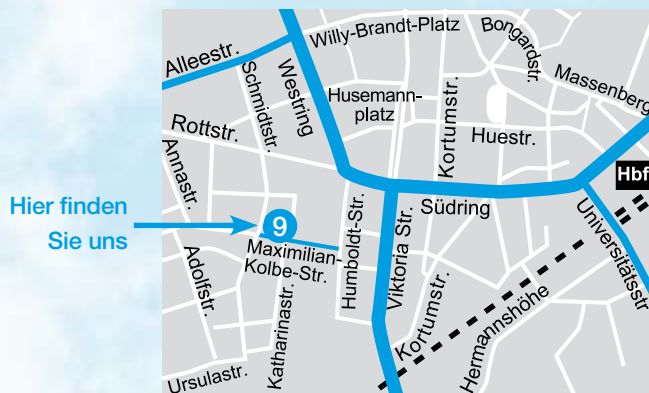 Willy-Brandt-Platz
Bongardstr.
Alleestr.
Schmidtstr.
Westring
Massenberg
Husemann-
platz
Kortumstr.
Rottstr.
Huestr.
Annastr.
Hbf
Hier finden
Sie uns
9
Südring
Maximilian-
Kolbe-Str.
Humboldt-Str.
Viktoria Str.
Universitätsstr
Adolfstr.
Katharinastr.
Kortumstr.
Hermannshöhe
Ursulastr.